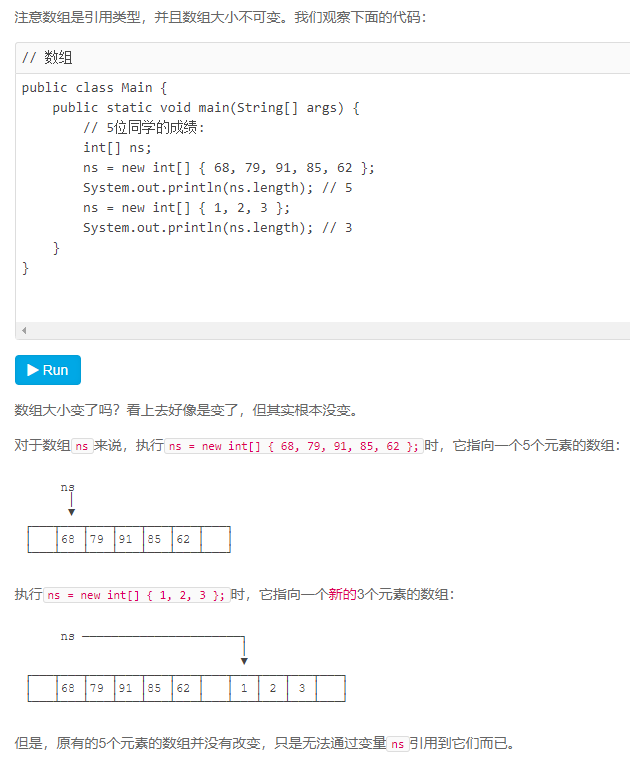 注意数组是引用类型，并且数组大小不可变。我们观察下面的代码：
// 数组
public class Main {
    public static void main(String[] args) {
        // 5位同学的成绩:
        int[] ns;
        ns = new int[] { 68, 79, 91, 85, 62 };
        System.out.println(ns.length); // 5
        ns = new int[] { 1, 2, 3 };
        System.out.println(ns.length); // 3
    }
}
Run
数组大小变了吗？看上去好像是变了，但其实根本没变。
对于数组ns来说，执行ns = new int[] { 68, 79, 91, 85, 62 };时，它指向一个5个元素的数组：
ns
68 79 91 85 62
执行ns = new int[] { 1, 2, 3 };时，它指向一个新的3个元素的数组：
ns
68 79 91 85 62 1 2 3
但是，原有的5个元素的数组并没有改变，只是无法通过变量ns引用到它们而已。